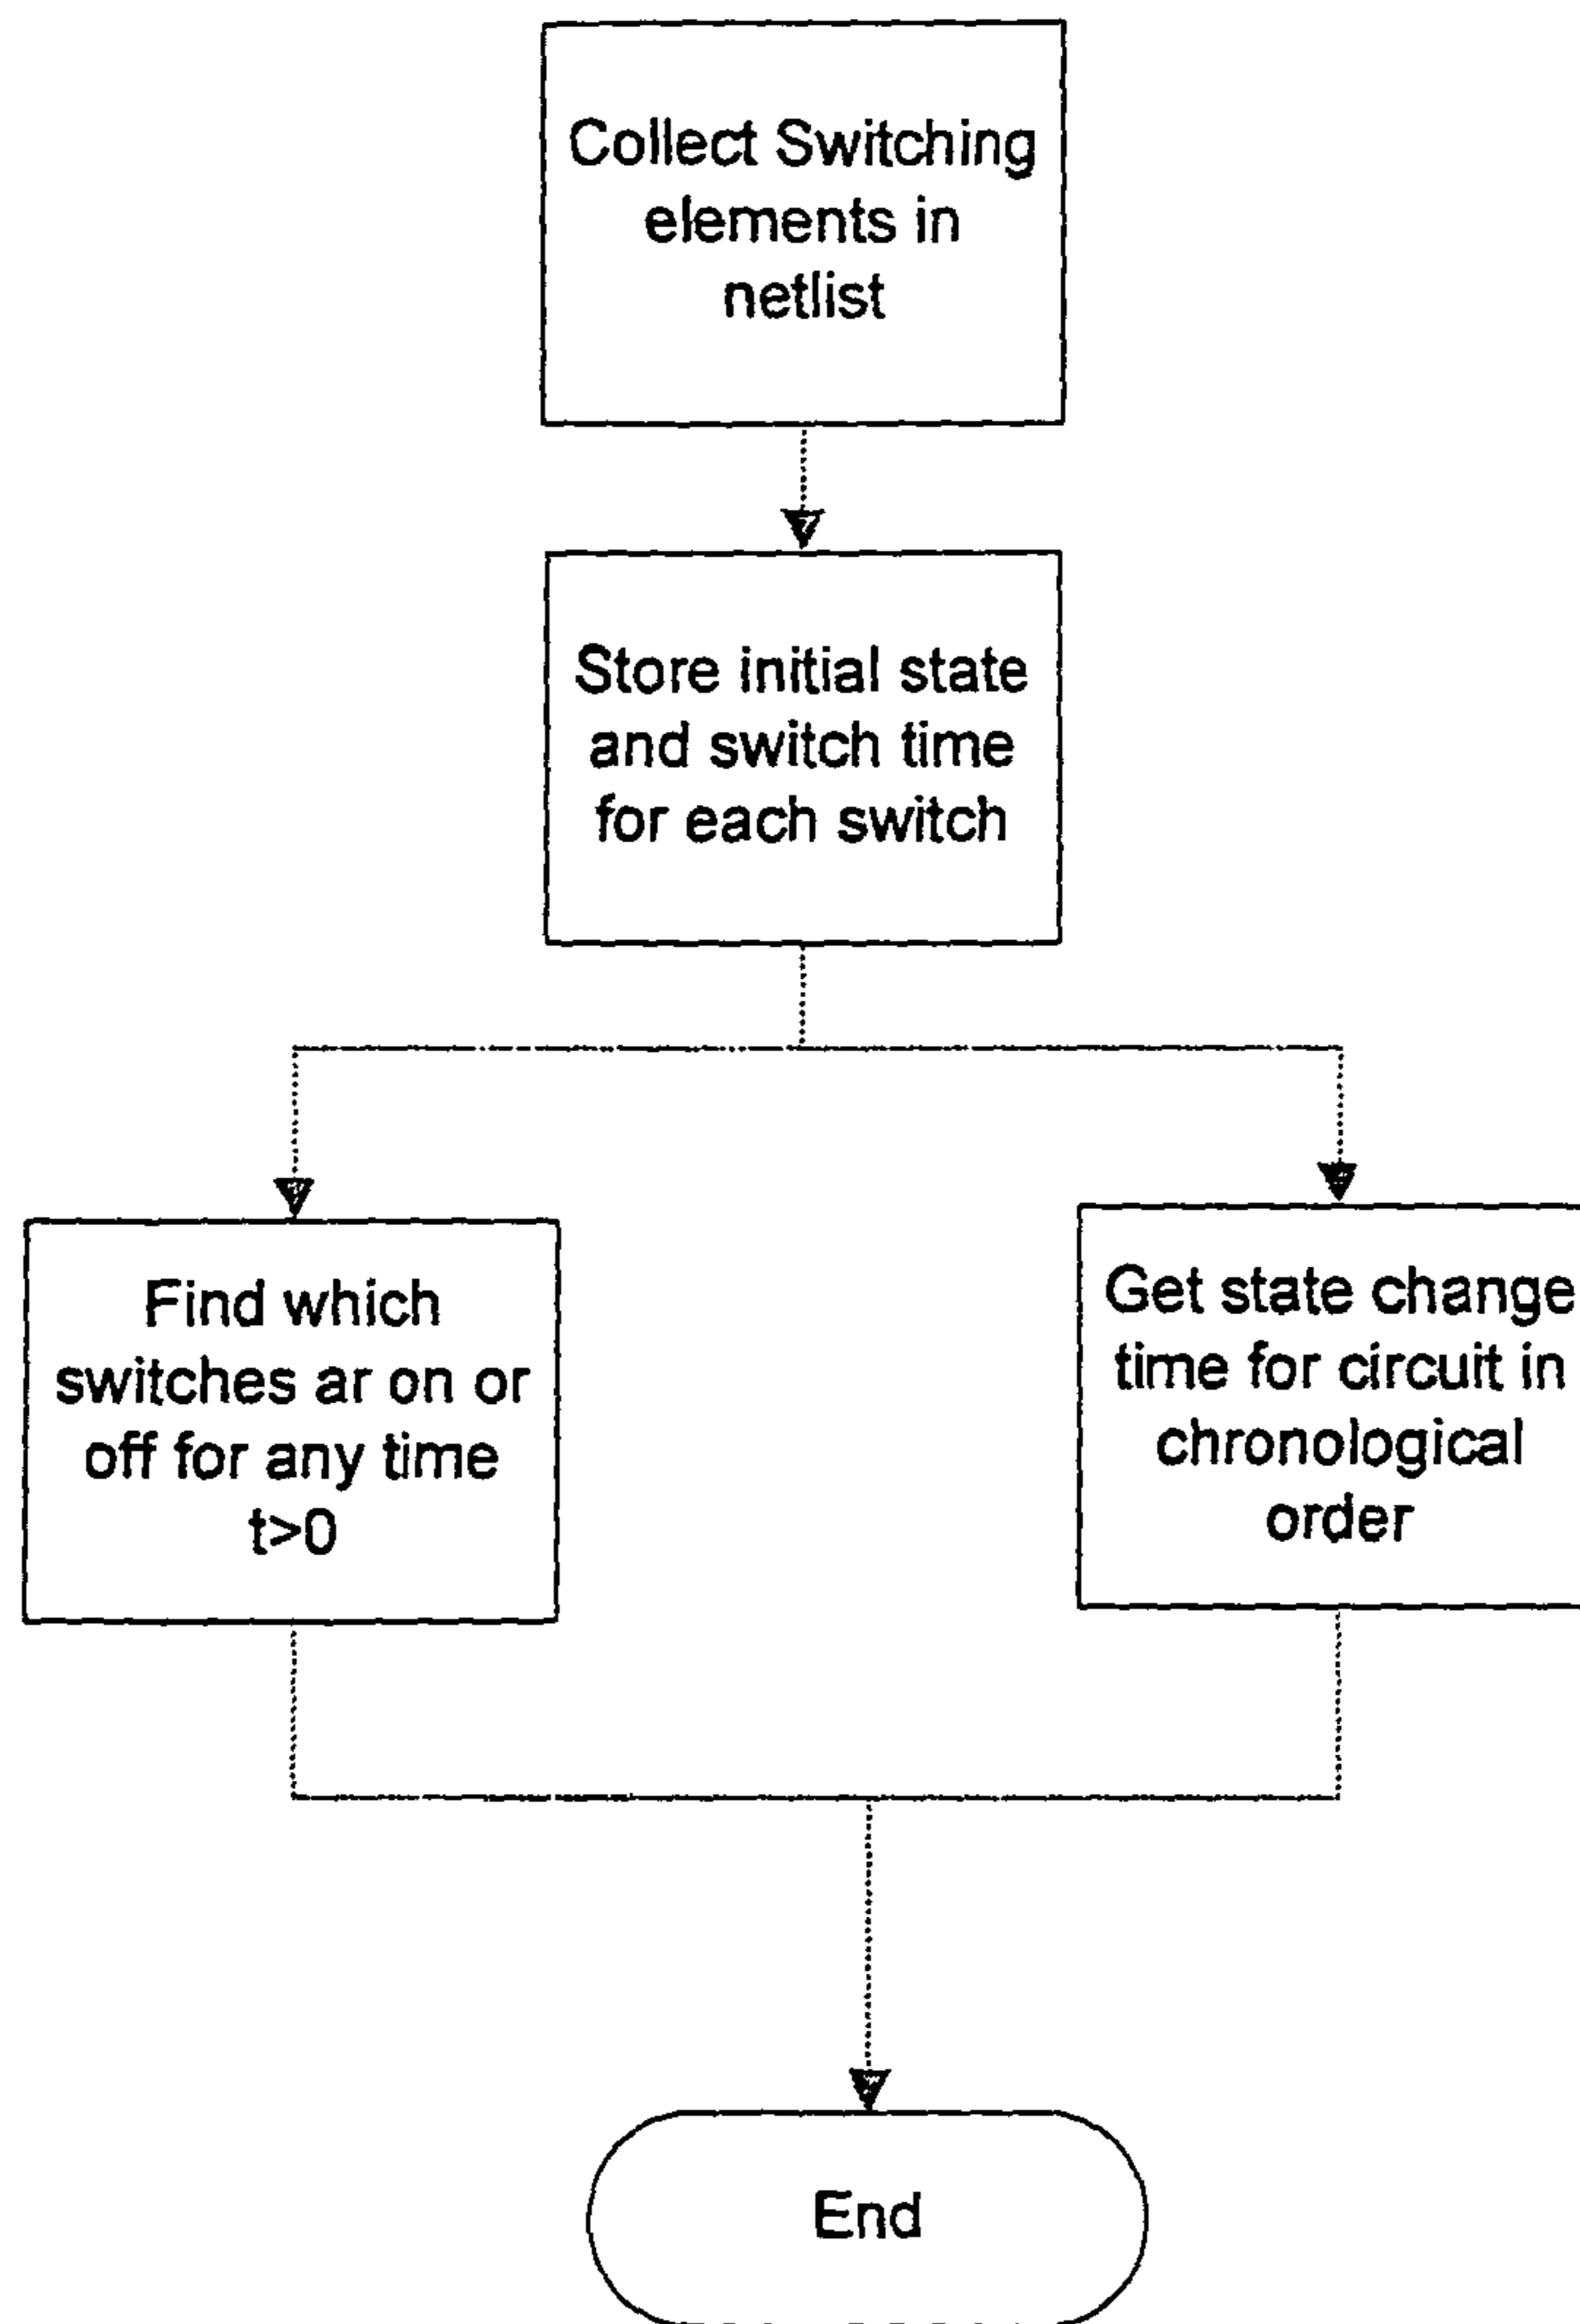 Collect Switching
elements in
netlist
Store initial state
and switch time
for each switch
Find which
switches ar on or
off for any time
t>0
Get state change
time for circuit in
chronological
order
End